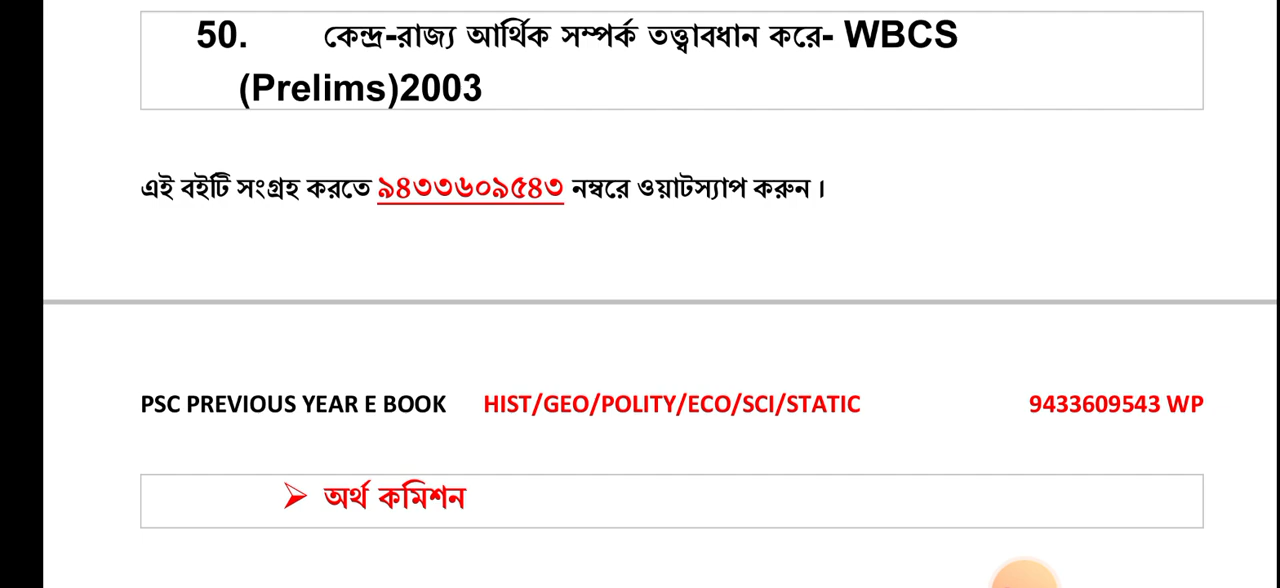 50. কেন্দ্র-রাজ্য আর্থিক সম্পর্ক তত্ত্বাবধান করে- WBCS
(Prelims)2003
এই বইটি সংগ্রহ করতে ৯৪৩৩৬০৯৫৪৩ নম্বরে ওয়াটস্যাপ করুন।
PSC PREVIOUS YEAR E BOOK HIST/GEO/POLITY/ECO/SCI/STATIC 9433609543 WP
➢ অর্থ কমিশন